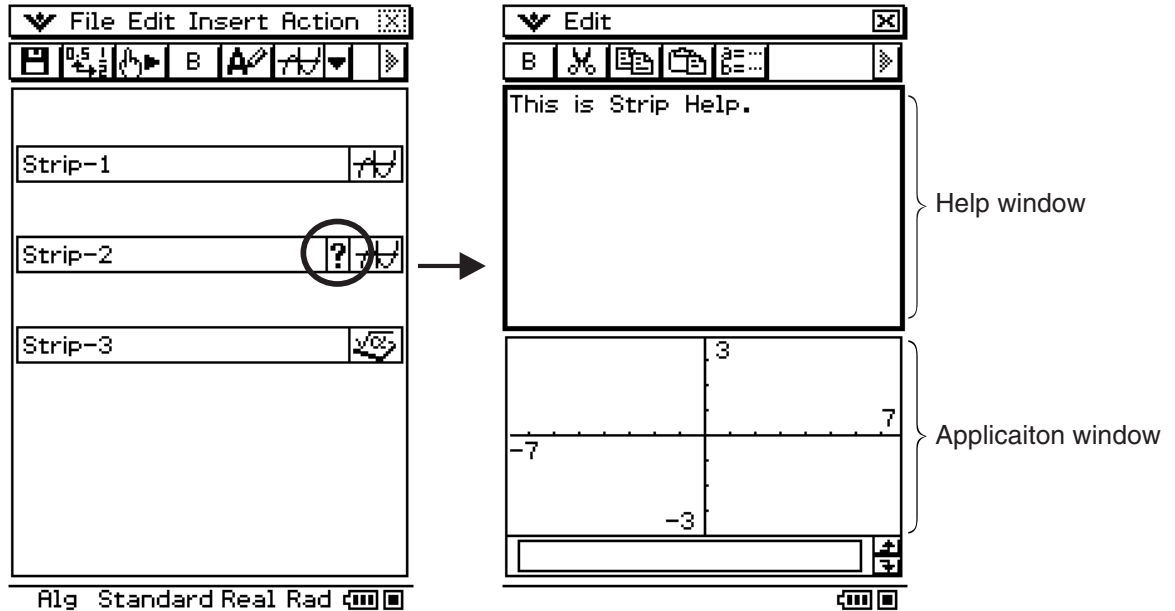 File Edit Insert Action
B
Strip-1
Strip-2 ?
Strip-3
Alg Standard Real Rad
Edit
B
This is Strip Help.
3
7
-7
-3
Help window
Applicaiton window